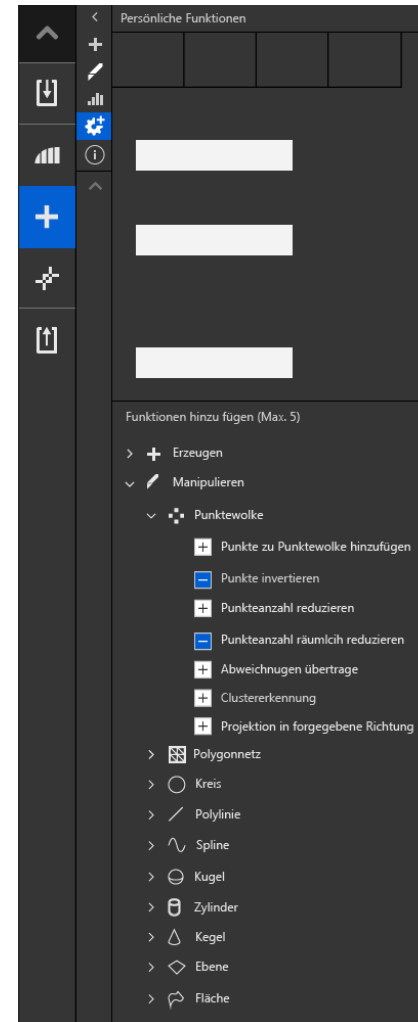 Persönliche Funktionen
Funktionen hinzu fügen (Max. 5)
Erzeugen
Manipulieren
Punktewolke
Punkte zu Punktewolke hinzufügen
Punkte invertieren
Punkteanzahl reduzieren
Punkteanzahl räumlcih reduzieren
Abweichnugen übertrage
Clustererkennung
Projektion in forgegebene Richtung
Polygonnetz
Kreis
Polylinie
Spline
Kugel
Zylinder
Kegel
Ebene
Fläche